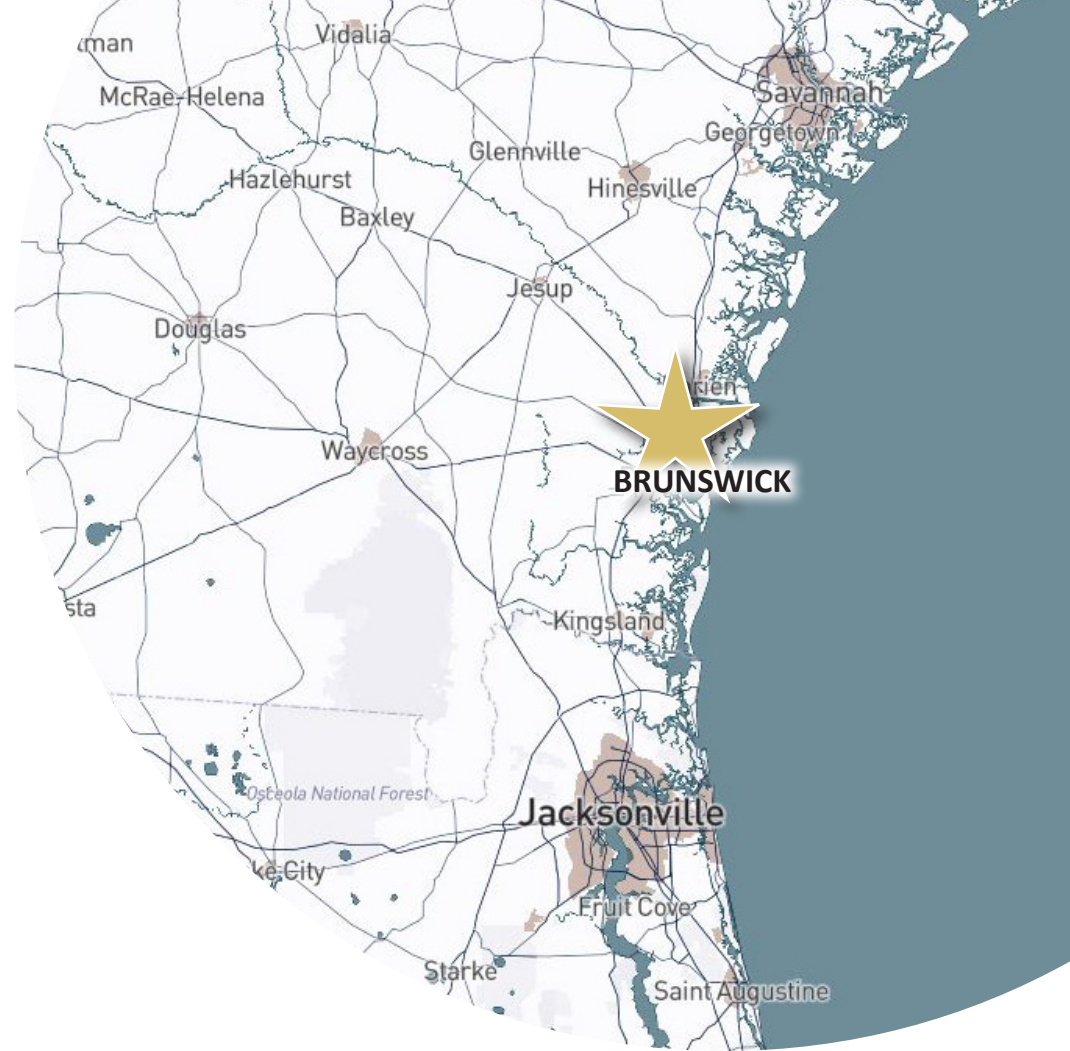 Vidalia
McRae-Helena
Savannah
Georgetown
Glennville
Hinesville
Hazlehurst
Baxley
Jesup
Douglas
Waycross
BRUNSWICK
Kingsland
Osceola National Forest
Jacksonville
City
Fruit Cove
Starke
Saint Augustine